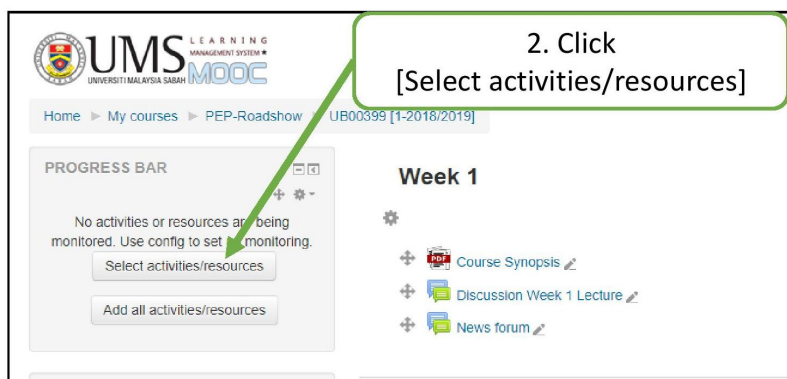 UMS LEARNING
MANAGEMENT SYSTEM ★
UNIVERSITI MALAYSIA SABAH MOOC
2. Click
[Select activities/resources]
Home My courses PEP-Roadshow UB00399 [1-2018/2019]
PROGRESS BAR
No activities or resources are being
monitored. Use config to set monitoring.
Select activities/resources
Add all activities/resources
Week 1
PDF Course Synopsis
Discussion Week 1 Lecture
News forum